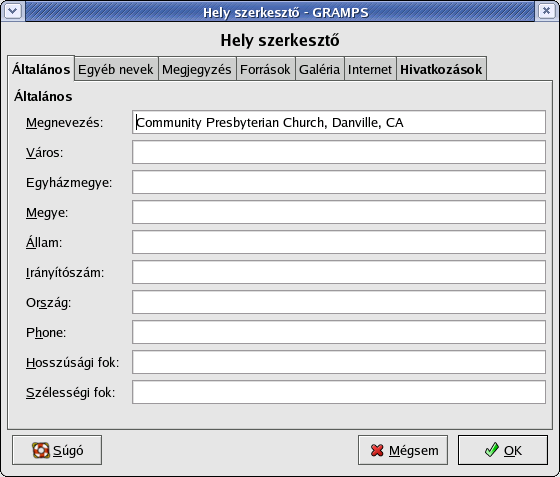 Hely szerkesztő - GRAMPS
Hely szerkesztő
Általános Egyéb nevek Megjegyzés Források Galéria Internet Hivatkozások
Általános
Megnevezés: Community Presbyterian Church, Danville, CA
Város:
Egyházmegye:
Megye:
Állam:
Irányítószám:
Ország:
Phone:
Hosszúsági fok:
Szélességi fok:
Súgó Mégsem OK